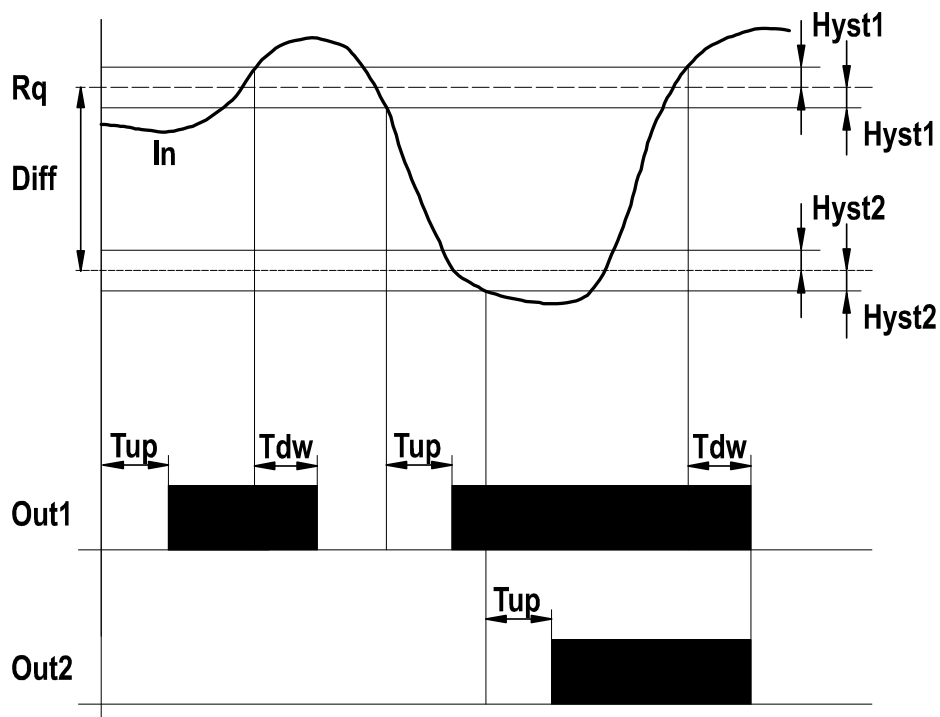 Hyst1
Rq
Hyst1
In
Diff
Hyst2
Hyst2
Tup
Tdw
Tup
Tdw
Out1
Tup
Out2